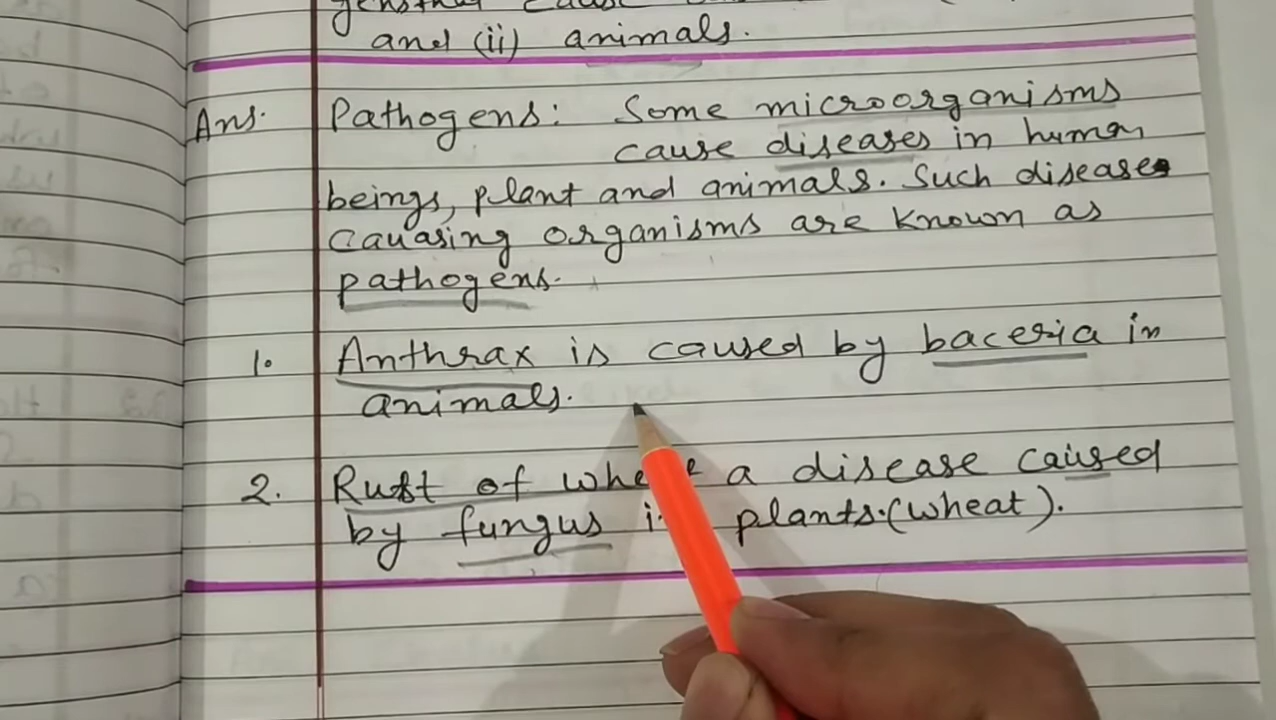 and (ii) animals.
Ans. Pathogens: Some microorganisms
cause diseases in human
beings, plant and animals. Such disease
causing organisms are known as
pathogens.
1. Anthrax is caused by baceria in
animals.
2. Rust of a disease caused
by fungus plants.(wheat).